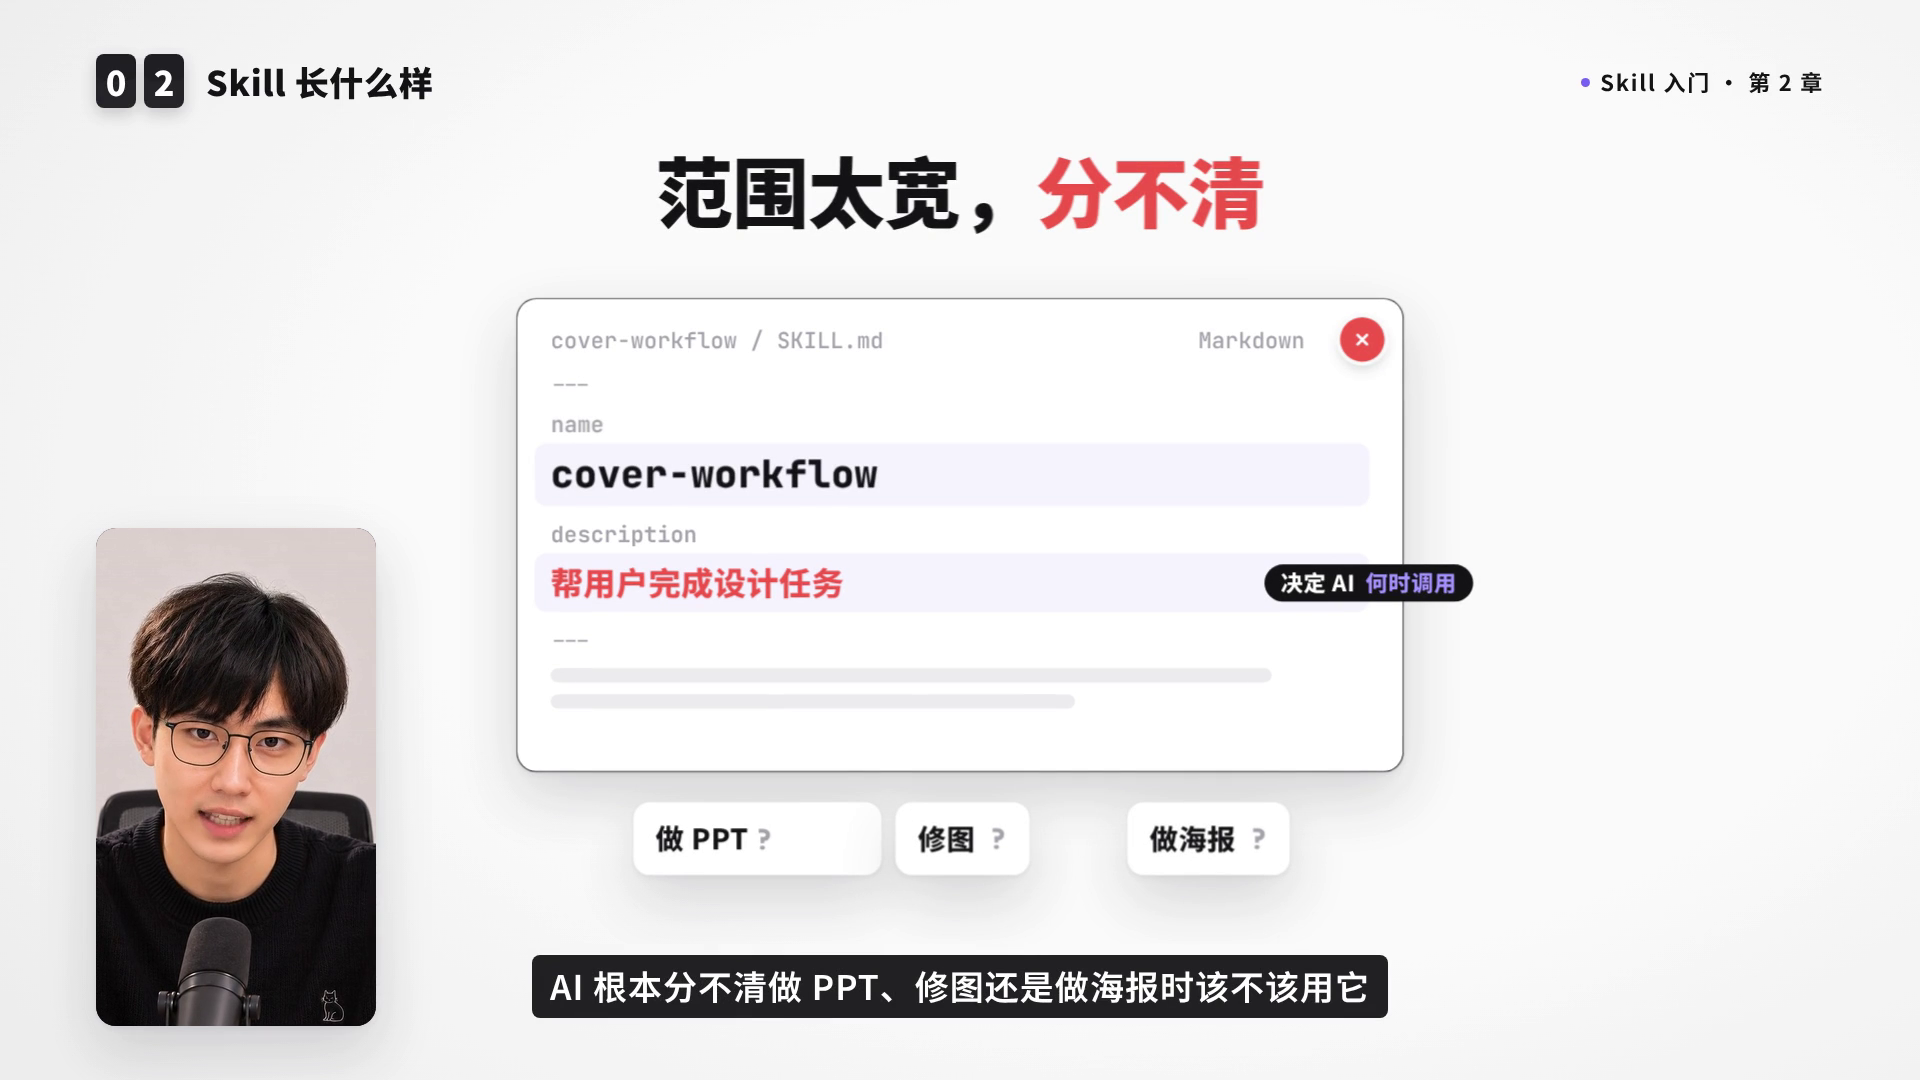 02 Skill 长什么样
Skill 入门 · 第 2 章
范围太宽，分不清
cover-workflow / SKILL.md
Markdown
---
name
cover-workflow
description
帮用户完成设计任务
决定 AI 何时调用
---
做 PPT ?
修图 ?
做海报 ?
AI 根本分不清做 PPT、修图还是做海报时该不该用它